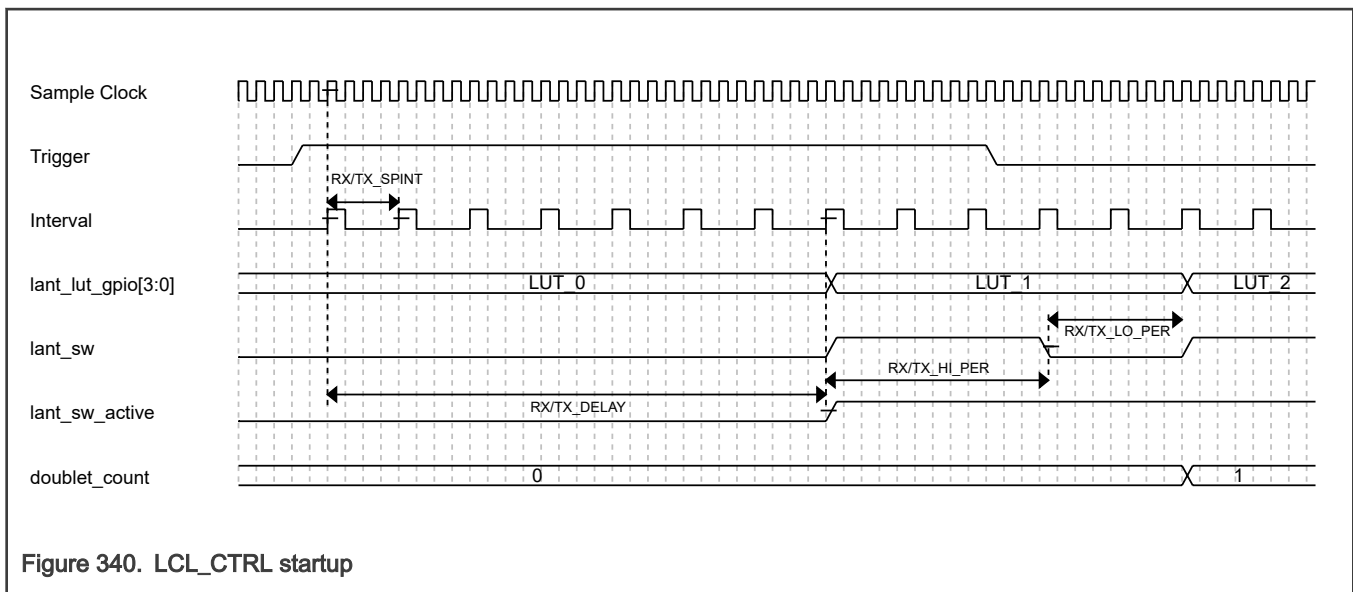 Sample Clock
Trigger
RX/TX_SPINT
Interval
lant_lut_gpio[3:0] LUT_0 LUT_1 LUT_2
RX/TX_LO_PER
lant_sw
RX/TX_HI_PER
lant_sw_active RX/TX_DELAY
doublet_count 0 1
Figure 340. LCL_CTRL startup